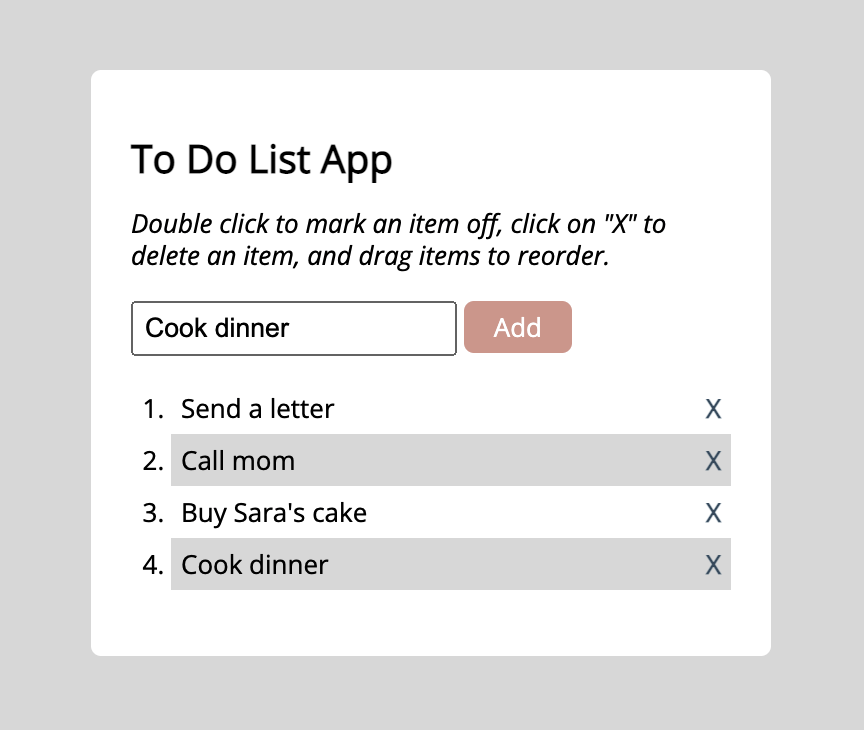 To Do List App
Double click to mark an item off, click on "X" to
delete an item, and drag items to reorder.
Cook dinner Add
1. Send a letter X
2. Call mom X
3. Buy Sara's cake X
4. Cook dinner X